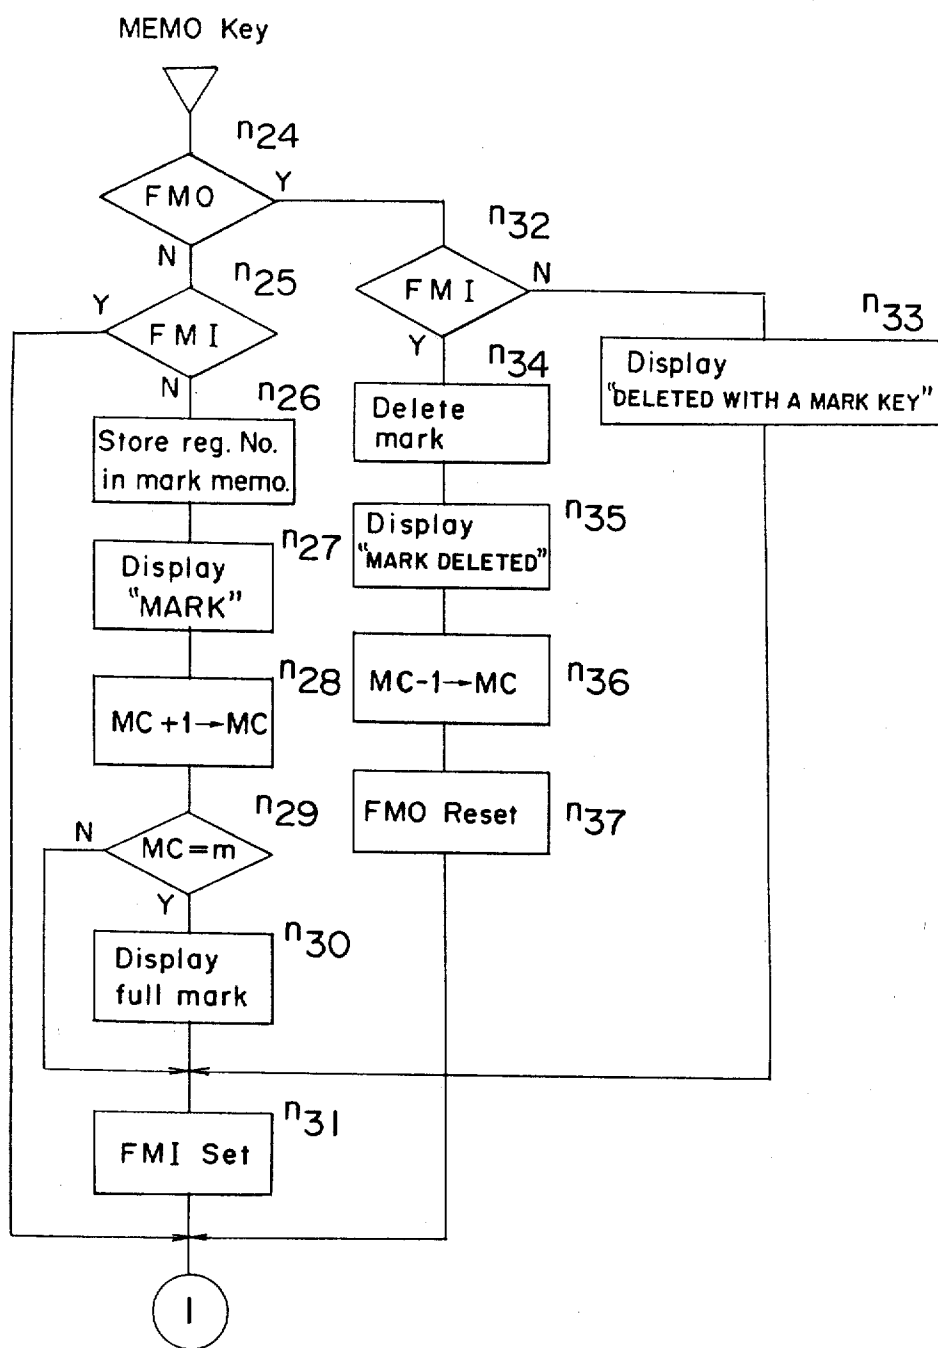 MEMO Key
n24
FMO
Y
N
n25
Y
FMI
N
n26
Store reg. No.
in mark memo.
n27
Display
"MARK"
n28
MC+1→MC
n29
N
MC=m
Y
n30
Display
full mark
n31
FMI Set
1
n32
FMI
N
Y
n33
Display
"DELETED WITH A MARK KEY"
n34
Delete
mark
n35
Display
"MARK DELETED"
MC-1→MC
n36
FMO Reset
n37